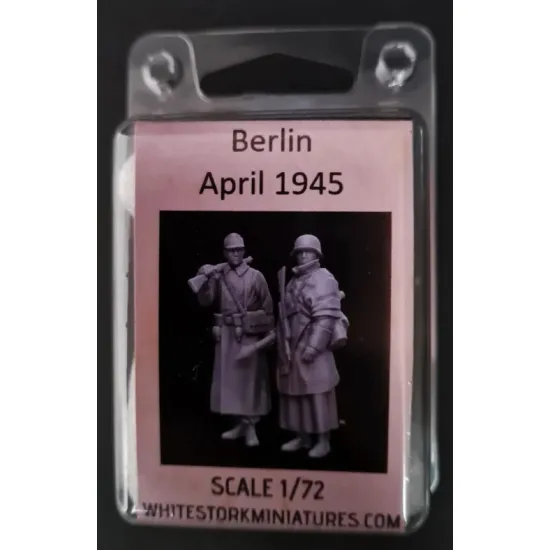 Berlin
April 1945
SCALE 1/72
WHITESTORKMINIATURES.COM